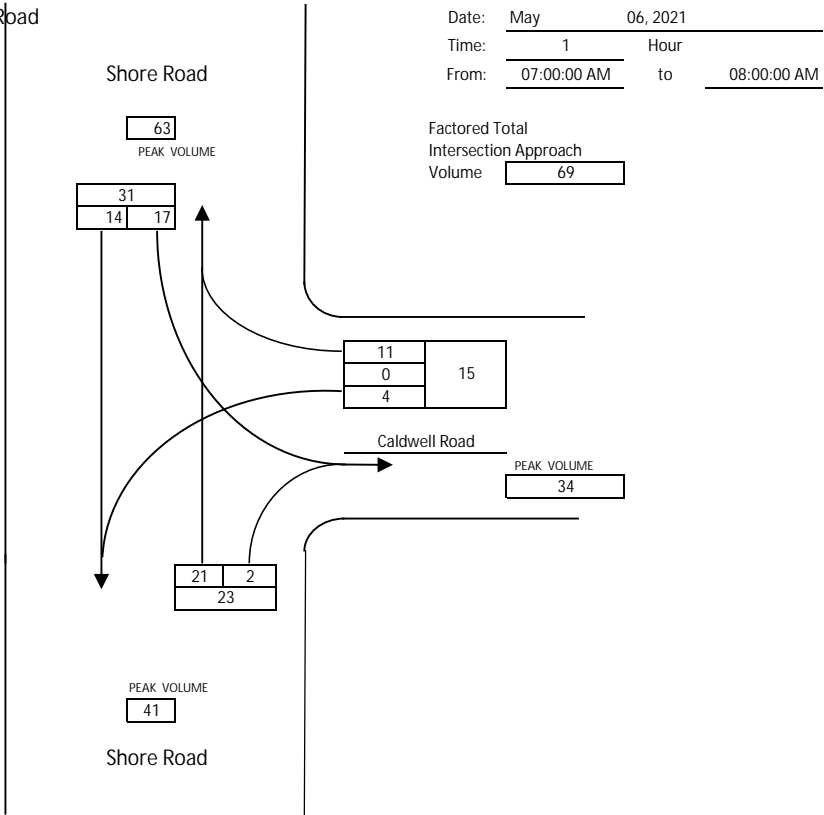 Road
Date: May 06, 2021
Time: 1 Hour
From: 07:00:00 AM to 08:00:00 AM
Shore Road
63
PEAK VOLUME
Factored Total
Intersection Approach
Volume 69
31
14 17
11
0 15
4
Caldwell Road
PEAK VOLUME
34
21 2
23
PEAK VOLUME
41
Shore Road